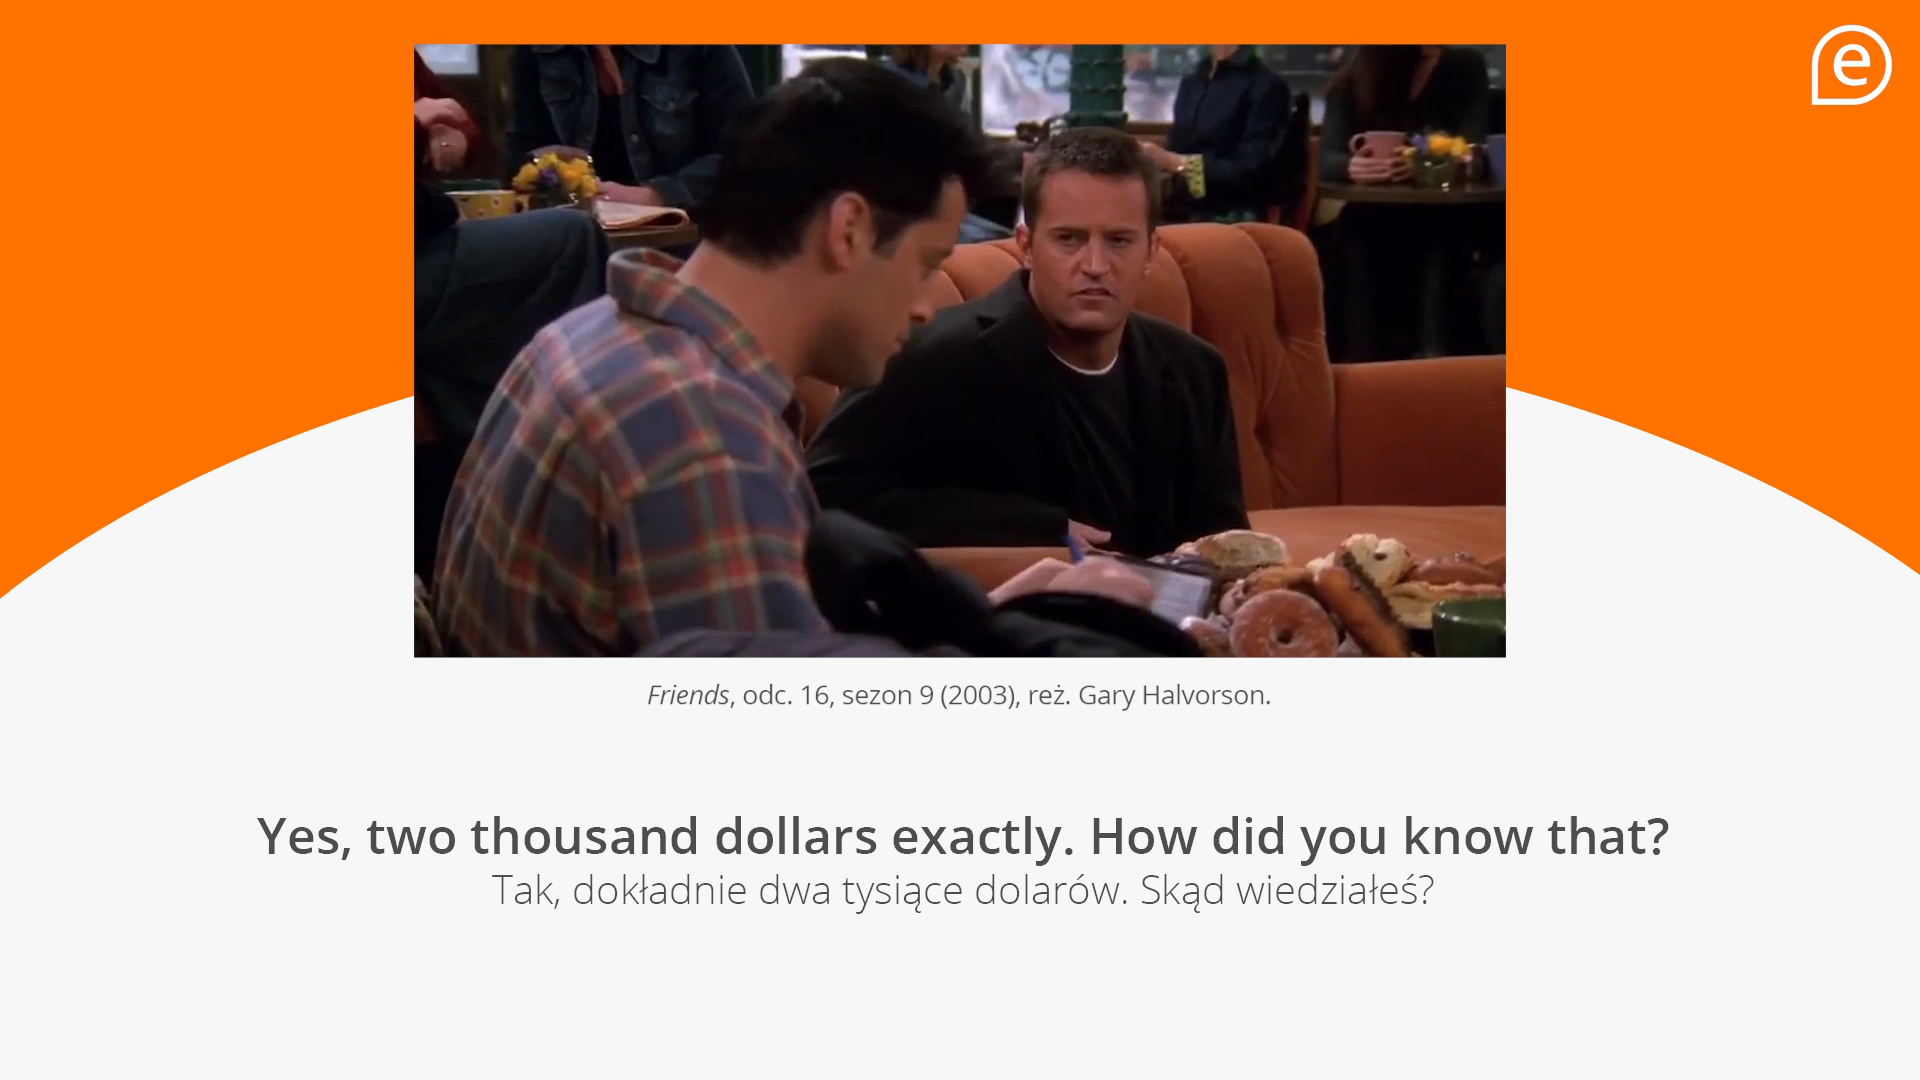 e
Friends, odc. 16, sezon 9 (2003), reż. Gary Halvorson.
Yes, two thousand dollars exactly. How did you know that?
Tak, dokładnie dwa tysiące dolarów. Skąd wiedziałeś?